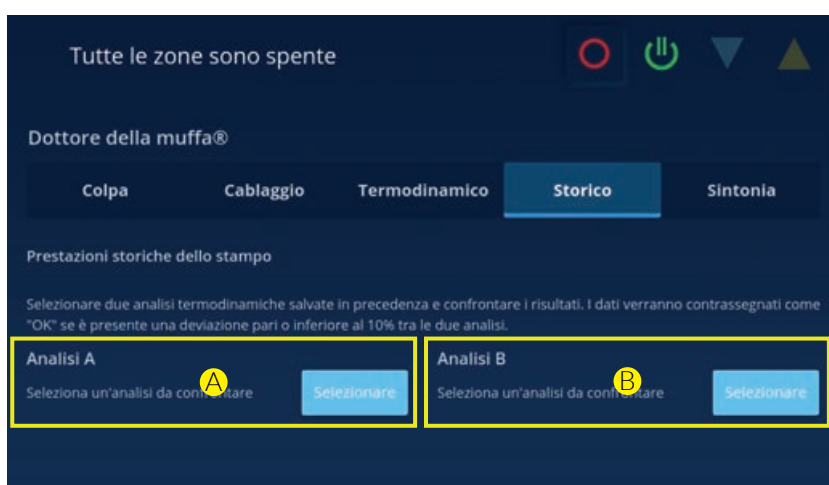 Tutte le zone sono spente
Dottore della muffa®
Colpa Cablaggio Termodinamico Storico Sintonia
Prestazioni storiche dello stampo
Selezionare due analisi termodinamiche salvate in precedenza e confrontare i risultati. I dati verranno contrassegnati come
"OK" se è presente una deviazione pari o inferiore al 10% tra le due analisi.
Analisi A Analisi B
Seleziona un'analisi da confrontare A Selezionare Seleziona un'analisi da confrontare B Selezionare